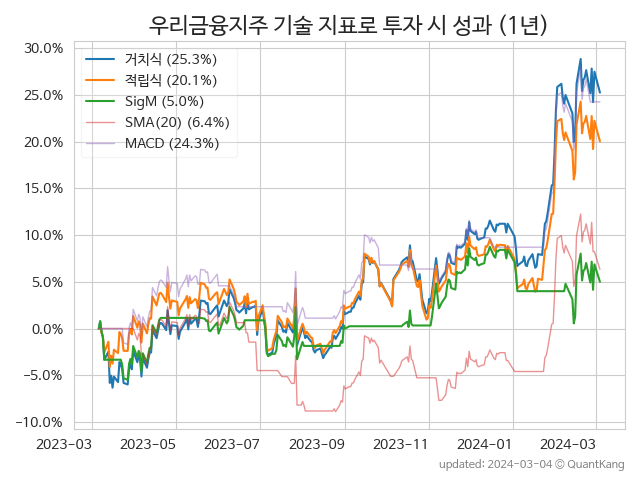 우리금융지주 기술 지표로 투자 시 성과 (1년)
30.0%
25.0%
20.0%
15.0%
10.0%
5.0%
0.0%
−5.0%
−10.0%
거치식 (25.3%)
적립식 (20.1%)
SigM (5.0%)
SMA(20) (6.4%)
MACD (24.3%)
2023-03 2023-05 2023-07 2023-09 2023-11 2024-01 2024-03
updated: 2024-03-04 © QuantKang